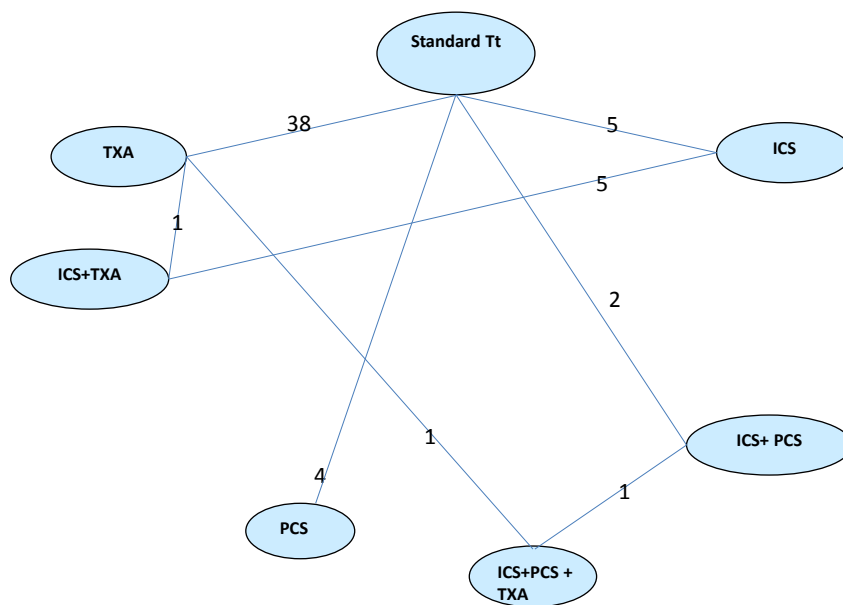 Standard Tt
38
5
TXA
ICS
5
1
ICS+TXA
2
1
ICS+ PCS
4
1
PCS
ICS+PCS +
TXA